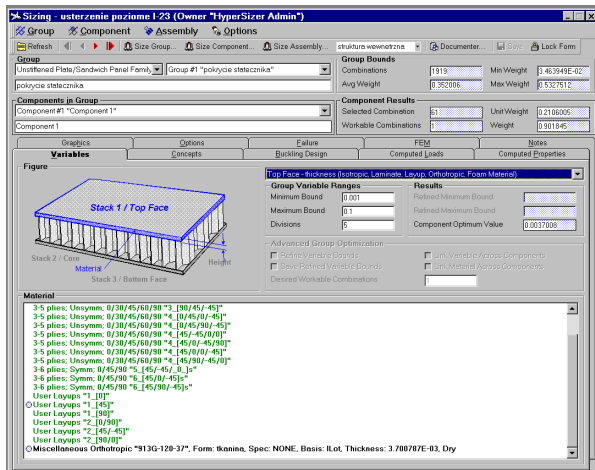 Sizing - usterzenie poziome I-23 (Owner "HyperSizer Admin")
Group Component Assembly Options
Refresh Size Group... Size Component... Size Assembly... struktura wewnetrzna Documenter... Save Lock Form
Group
Unstiffened Plate/Sandwich Panel Family Group #1 "pokrycie statecznika"
pokrycie statecznika
Group Bounds
Combinations 1919 Min Weight 3.463949E-02
Avg Weight 0.352006 Max Weight 0.5327512
Components in Group
Component #1 "Component 1"
Component 1
Component Results
Selected Combination 61 Unit Weight 0.2106005
Workable Combinations 1 Weight 0.901845
Graphics Options Failure FEM Notes
Variables Concepts Buckling Design Computed Loads Computed Properties
Figure
Stack 1 / Top Face
Stack 2 / Core
Material
Height
Stack 3 / Bottom Face
Top Face - thickness (Isotropic, Laminate, Layup, Orthotropic, Foam Material)
Group Variable Ranges
Minimum Bound 0.001
Maximum Bound 0.1
Divisions 5
Results
Refined Minimum Bound
Refined Maximum Bound
Component Optimum Value 0.0037008
Advanced Group Optimization
Refine Variable Bounds Link Variable Across Components
Save Refined Variable Bounds Link Material Across Components
Desired Workable Combinations 1
Material
3-5 plies; Unsymm; 0/30/45/60/90 "3_[90/45/-45]"
3-5 plies; Unsymm; 0/30/45/60/90 "4_[0/45/0/-45]"
3-5 plies; Unsymm; 0/30/45/60/90 "4_[0/45/90/-45]"
3-5 plies; Unsymm; 0/30/45/60/90 "4_[45/-45/0/0]"
3-5 plies; Unsymm; 0/30/45/60/90 "4_[45/0/-45/90]"
3-5 plies; Unsymm; 0/30/45/60/90 "4_[45/0/0/-45]"
3-5 plies; Unsymm; 0/30/45/60/90 "4_[45/90/-45/0]"
3-6 plies; Symm; 0/45/90 "5_[45/-45/_0_]s"
3-6 plies; Symm; 0/45/90 "6_[45/0/-45]s"
3-6 plies; Symm; 0/45/90 "6_[45/90/-45]s"
User Layups "1_[0]"
User Layups "1_[45]"
User Layups "1_[90]"
User Layups "2_[0/90]"
User Layups "2_[45/-45]"
User Layups "2_[90/0]"
Miscellaneous Orthotropic "913G-120-37", Form: tkanina, Spec: NONE, Basis: ILot, Thickness: 3.700787E-03, Dry